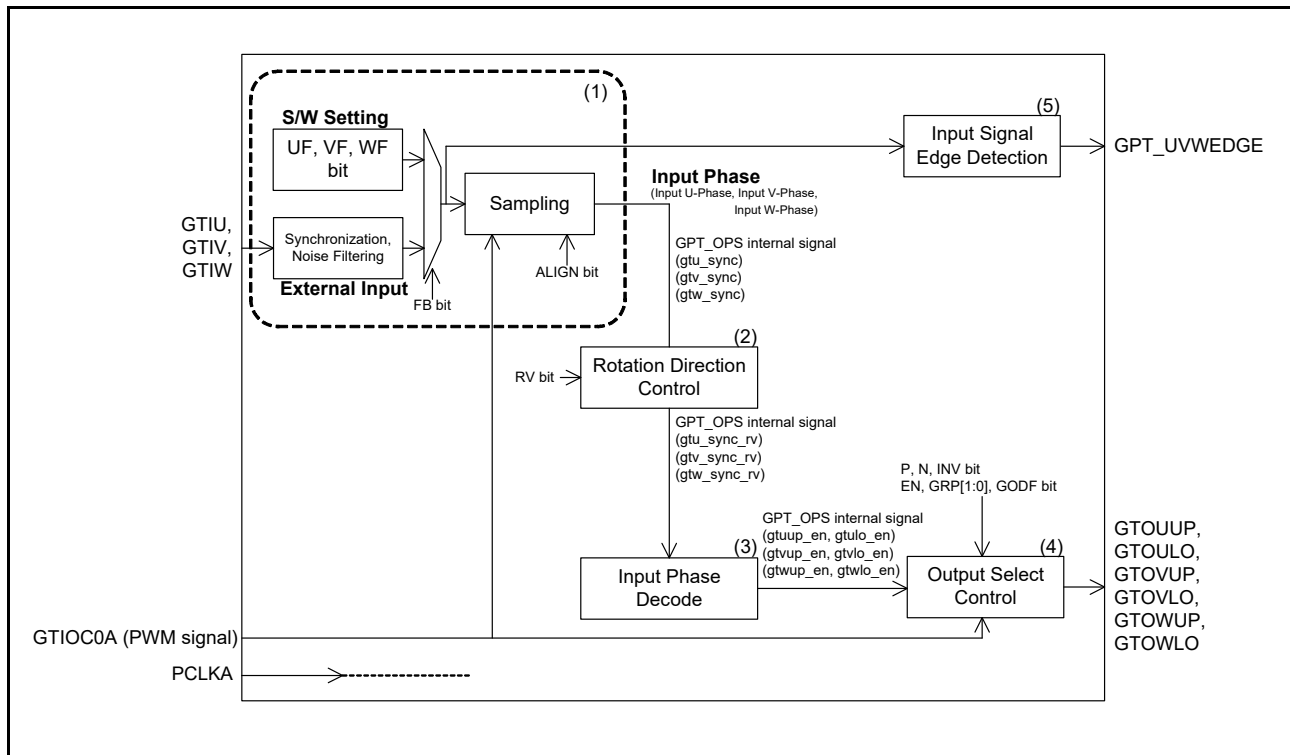 (1)
S/W Setting
UF, VF, WF
bit
Synchronization,
Noise Filtering
External Input
FB bit
Sampling
ALIGN bit
GTIU,
GTIV,
GTIW
Input Phase
(Input U-Phase, Input V-Phase,
Input W-Phase)
GPT_OPS internal signal
(gtu_sync)
(gtv_sync)
(gtw_sync)
(5)
Input Signal
Edge Detection
GPT_UVWEDGE
(2)
Rotation Direction
Control
RV bit
GPT_OPS internal signal
(gtu_sync_rv)
(gtv_sync_rv)
(gtw_sync_rv)
(3)
Input Phase
Decode
GPT_OPS internal signal
(gtuup_en, gtulo_en)
(gtvup_en, gtvlo_en)
(gtwup_en, gtwlo_en)
P, N, INV bit
EN, GRP[1:0], GODF bit
(4)
Output Select
Control
GTOUUP,
GTOULO,
GTOVUP,
GTOVLO,
GTOWUP,
GTOWLO
GTIOC0A (PWM signal)
PCLKA